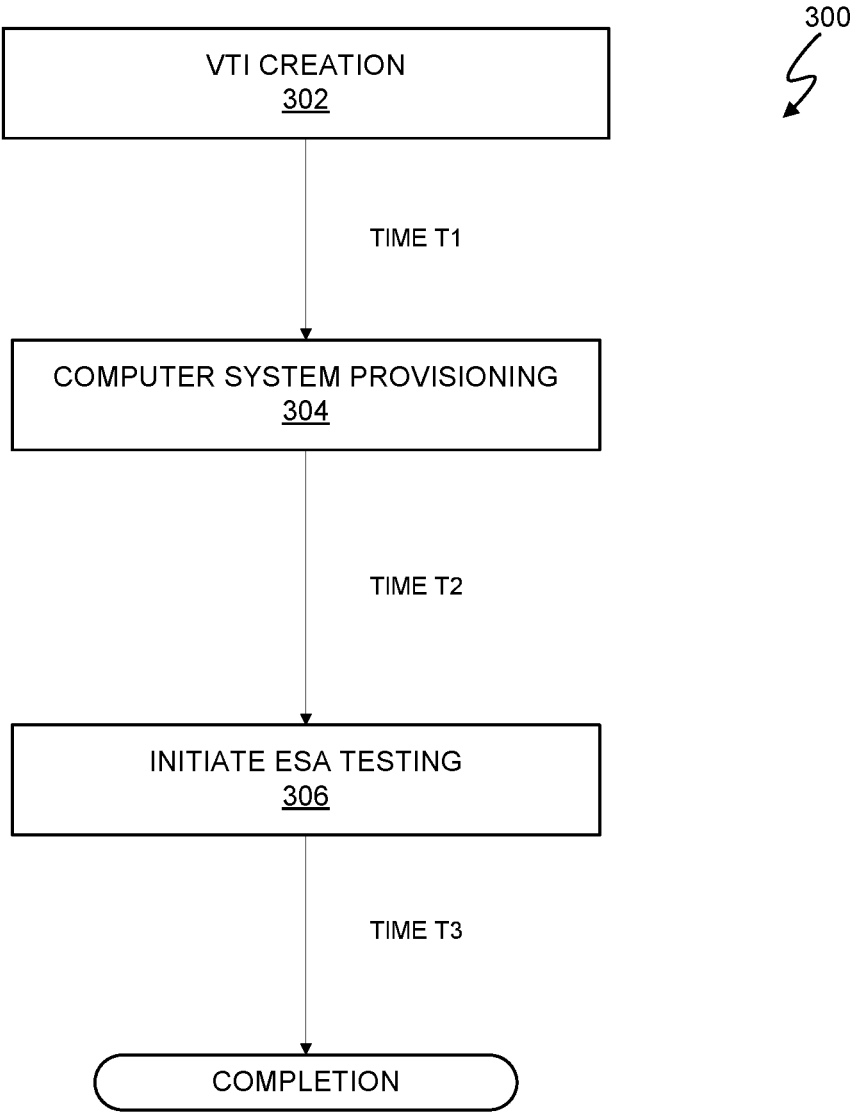 300
VTI CREATION
302
TIME T1
COMPUTER SYSTEM PROVISIONING
304
TIME T2
INITIATE ESA TESTING
306
TIME T3
COMPLETION